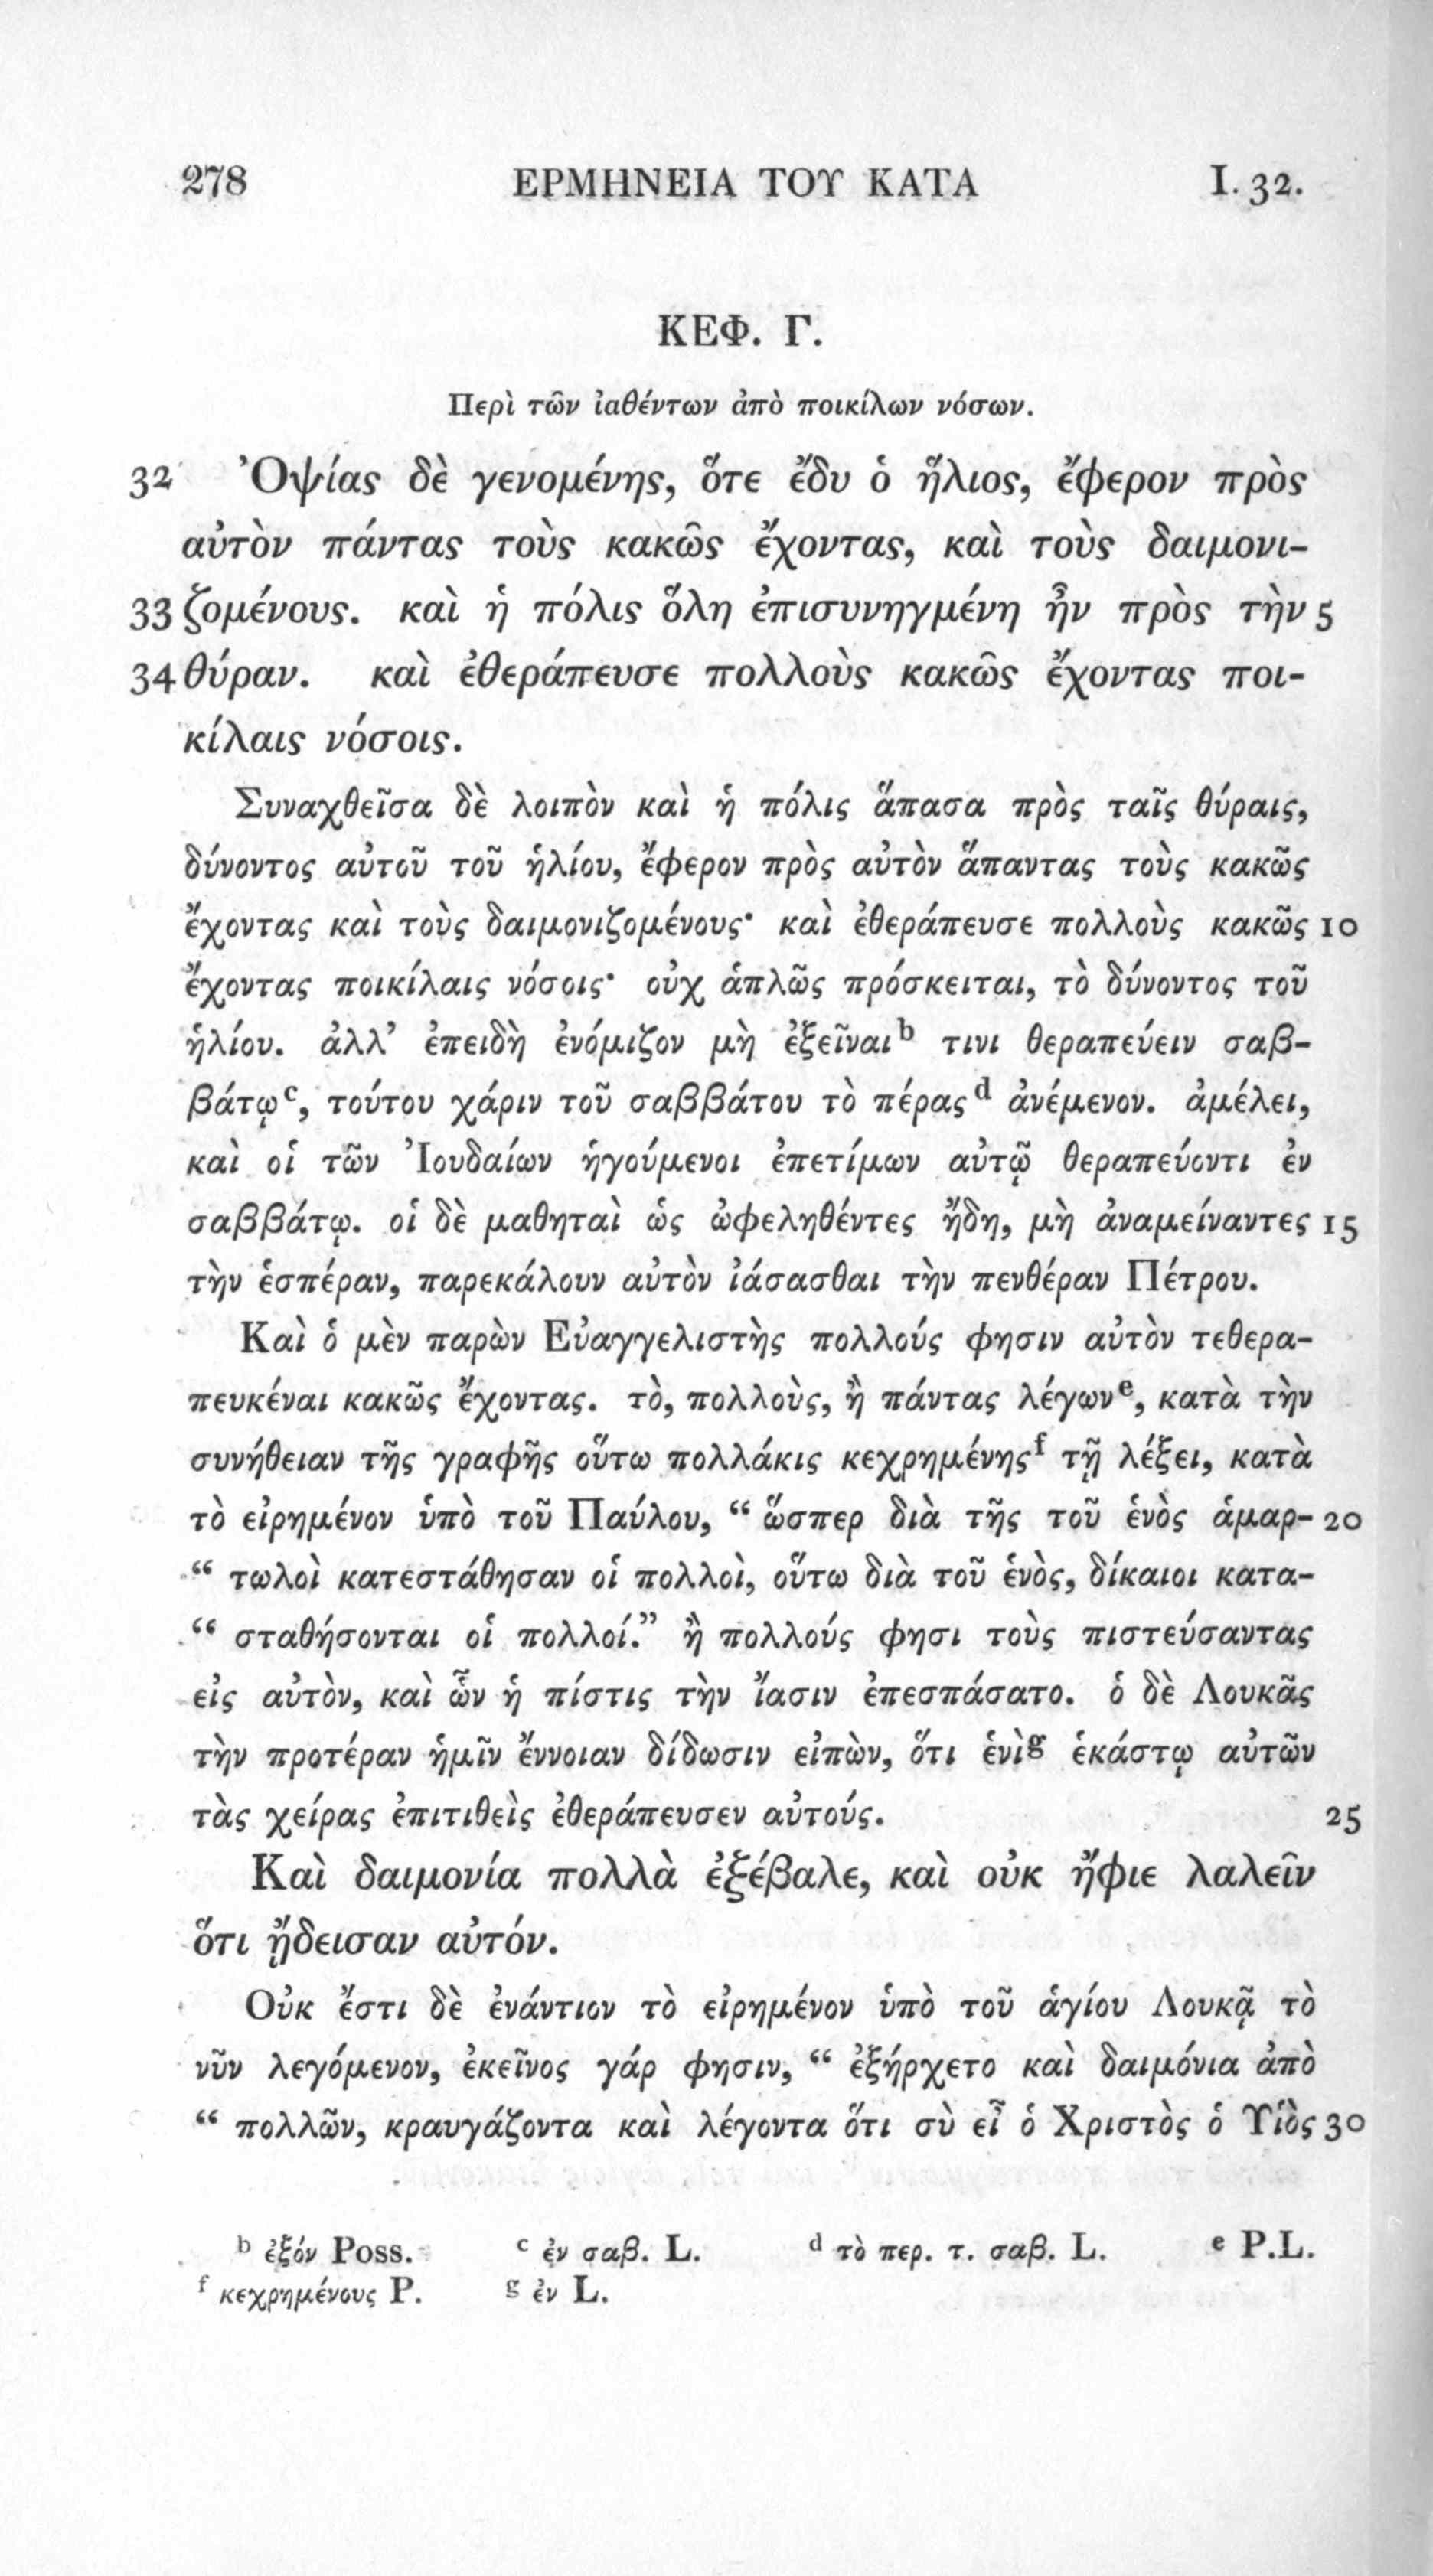 278 ΕΡΜΗΝΕΙΑ ΤΟΥ ΚΑΤΑ I. 32.
ΚΕΦ. Γ.
Περὶ τῶν ἰαθέντων ἀπὸ ποικίλων νόσων.
32 Ὀψίας δὲ γενομένης, ὅτε ἔδυ ὁ ἥλιος, ἔφερον πρὸς
αὐτὸν πάντας τοὺς κακῶς ἔχοντας, καὶ τοὺς δαιμονι-
33 ζομένους. καὶ ἡ πόλις ὅλη ἐπισυνηγμένη ἦν πρὸς τὴν 5
34 θύραν. καὶ ἐθεράπευσε πολλοὺς κακῶς ἔχοντας ποι-
κίλαις νόσοις.
Συναχθεῖσα δὲ λοιπὸν καὶ ἡ πόλις ἅπασα πρὸς ταῖς θύραις,
δύνοντος αὐτοῦ τοῦ ἡλίου, ἔφερον πρὸς αὐτὸν ἅπαντας τοὺς κακῶς
ἔχοντας καὶ τοὺς δαιμονιζομένους· καὶ ἐθεράπευσε πολλοὺς κακῶς 10
ἔχοντας ποικίλαις νόσοις· οὐχ ἁπλῶς πρόσκειται, τὸ δύνοντος τοῦ
ἡλίου. ἀλλ’ ἐπειδὴ ἐνόμιζον μὴ ἐξεῖναι b τινι θεραπεύειν σαβ-
βάτῳ c, τούτου χάριν τοῦ σαββάτου τὸ πέρας d ἀνέμενον. ἀμέλει,
καὶ οἱ τῶν Ἰουδαίων ἡγούμενοι ἐπετίμων αὐτῷ θεραπεύοντι ἐν
σαββάτῳ. οἱ δὲ μαθηταὶ ὡς ὠφεληθέντες ἤδη, μὴ ἀναμείναντες 15
τὴν ἑσπέραν, παρεκάλουν αὐτὸν ἰάσασθαι τὴν πενθέραν Πέτρου.
Καὶ ὁ μὲν παρὼν Εὐαγγελιστὴς πολλούς φησιν αὐτὸν τεθερα-
πευκέναι κακῶς ἔχοντας. τὸ, πολλοὺς, ἢ πάντας λέγων e, κατὰ τὴν
συνήθειαν τῆς γραφῆς οὕτω πολλάκις κεχρημένης f τῇ λέξει, κατὰ
τὸ εἰρημένον ὑπὸ τοῦ Παύλου, “ ὥσπερ διὰ τῆς τοῦ ἑνὸς ἁμαρ- 20
“ τωλοὶ κατεστάθησαν οἱ πολλοὶ, οὕτω διὰ τοῦ ἑνὸς, δίκαιοι κατα-
“ σταθήσονται οἱ πολλοί.” ἢ πολλούς φησι τοὺς πιστεύσαντας
εἰς αὐτὸν, καὶ ὧν ἡ πίστις τὴν ἴασιν ἐπεσπάσατο. ὁ δὲ Λουκᾶς
τὴν προτέραν ἡμῖν ἔννοιαν δίδωσιν εἰπὼν, ὅτι ἑνὶ g ἑκάστῳ αὐτῶν
τὰς χείρας ἐπιτιθεὶς ἐθεράπευσεν αὐτούς. 25
Καὶ δαιμονία πολλὰ ἐξέβαλε, καὶ οὐκ ἤφιε λαλεῖν
ὅτι ᾔδεισαν αὐτόν.
Οὐκ ἔστι δὲ ἐνάντιον τὸ εἰρημένον ὑπὸ τοῦ ἁγίου Λουκᾷ τὸ
νῦν λεγόμενον, ἐκεῖνος γάρ φησιν, “ ἐξήρχετο καὶ δαιμόνια ἀπὸ
“ πολλῶν, κραυγάζοντα καὶ λέγοντα ὅτι σὺ εἶ ὁ Χριστὸς ὁ Υἱὸς 30
b ἐξόν Poss. c ἐν σαβ. L. d τὸ περ. τ. σαβ. L. e P.L.
f κεχρημένους P. g ἐν L.